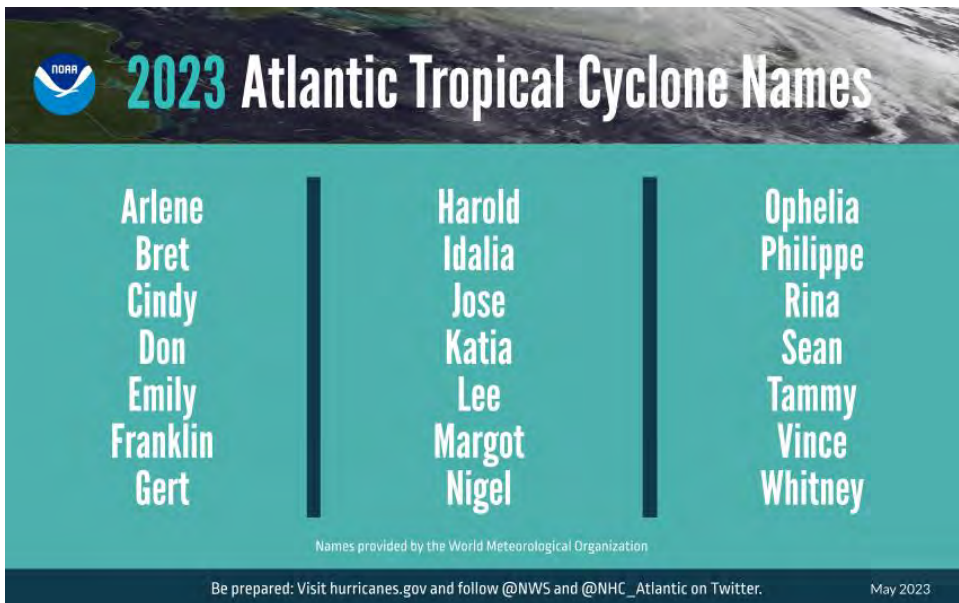 NOAA
2023 Atlantic Tropical Cyclone Names
Arlene
Bret
Cindy
Don
Emily
Franklin
Gert
Harold
Idalia
Jose
Katia
Lee
Margot
Nigel
Ophelia
Philippe
Rina
Sean
Tammy
Vince
Whitney
Names provided by the World Meteorological Organization
Be prepared: Visit hurricanes.gov and follow @NWS and @NHC_Atlantic on Twitter.
May 2023